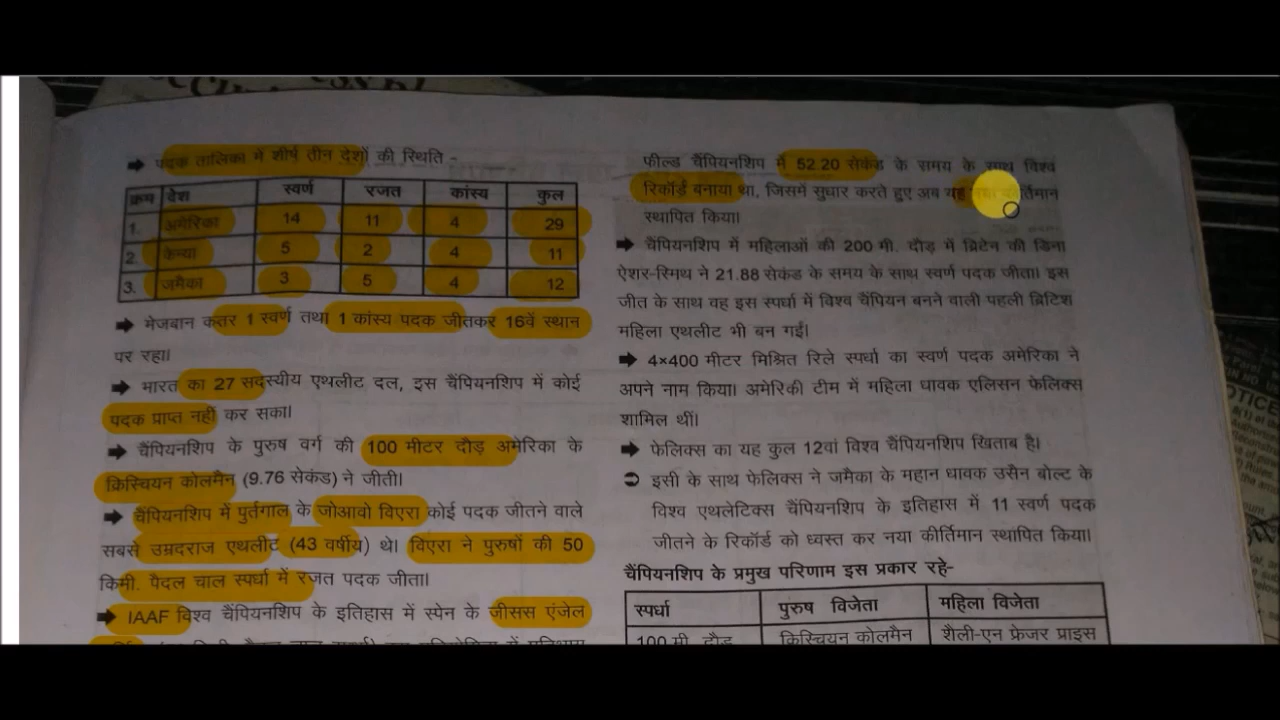 ➡ पदक तालिका में शीर्ष तीन देशों की स्थिति -
क्रम देश स्वर्ण रजत कांस्य कुल
1. अमेरिका 14 11 4 29
2. केन्या 5 2 4 11
3. जमैका 3 5 4 12
➡ मेजबान कतर 1 स्वर्ण तथा 1 कांस्य पदक जीतकर 16वें स्थान
पर रहा।
➡ भारत का 27 सदस्यीय एथलीट दल, इस चैंपियनशिप में कोई
पदक प्राप्त नहीं कर सका।
➡ चैंपियनशिप के पुरुष वर्ग की 100 मीटर दौड़ अमेरिका के
क्रिस्चियन कोलमैन (9.76 सेकंड) ने जीती।
➡ चैंपियनशिप में पुर्तगाल के जोआवो विएरा कोई पदक जीतने वाले
सबसे उम्रदराज एथलीट (43 वर्षीय) थे। विएरा ने पुरुषों की 50
किमी. पैदल चाल स्पर्धा में रजत पदक जीता।
➡ IAAF विश्व चैंपियनशिप के इतिहास में स्पेन के जीसस एंजेल
फील्ड चैंपियनशिप में 52.20 सेकंड के समय के साथ विश्व
रिकॉर्ड बनाया था, जिसमें सुधार करते हुए अब यह कीर्तिमान
स्थापित किया।
➡ चैंपियनशिप में महिलाओं की 200 मी. दौड़ में ब्रिटेन की डिना
ऐशर-स्मिथ ने 21.88 सेकंड के समय के साथ स्वर्ण पदक जीता। इस
जीत के साथ वह इस स्पर्धा में विश्व चैंपियन बनने वाली पहली ब्रिटिश
महिला एथलीट भी बन गईं।
➡ 4×400 मीटर मिश्रित रिले स्पर्धा का स्वर्ण पदक अमेरिका ने
अपने नाम किया। अमेरिकी टीम में महिला धावक एलिसन फेलिक्स
शामिल थीं।
➡ फेलिक्स का यह कुल 12वां विश्व चैंपियनशिप खिताब है।
➲ इसी के साथ फेलिक्स ने जमैका के महान धावक उसैन बोल्ट के
विश्व एथलेटिक्स चैंपियनशिप के इतिहास में 11 स्वर्ण पदक
जीतने के रिकॉर्ड को ध्वस्त कर नया कीर्तिमान स्थापित किया।
चैंपियनशिप के प्रमुख परिणाम इस प्रकार रहे-
स्पर्धा पुरुष विजेता महिला विजेता
100 मी. दौड़ क्रिस्चियन कोलमैन शैली-एन फ्रेजर प्राइस